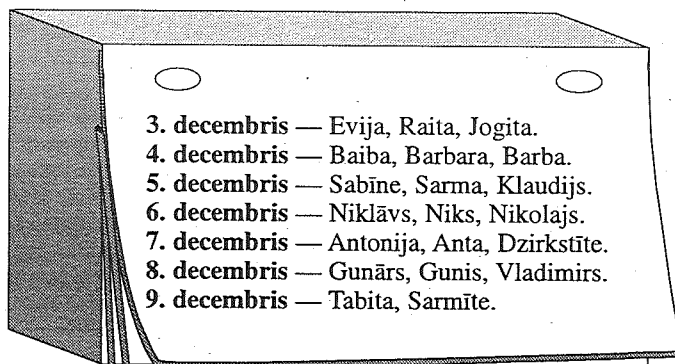 3. decembris — Evija, Raita, Jogita.
4. decembris — Baiba, Barbara, Barba.
5. decembris — Sabīne, Sarma, Klaudijs.
6. decembris — Niklāvs, Niks, Nikolajs.
7. decembris — Antonija, Anta, Dzirkstīte.
8. decembris — Gunārs, Gunis, Vladimirs.
9. decembris — Tabita, Sarmīte.